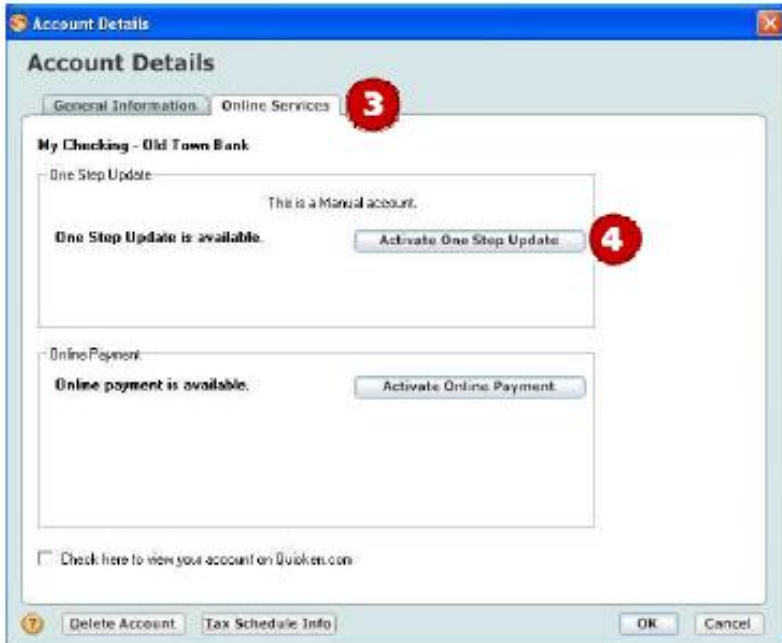 Account Details
Account Details
General Information
Online Services
3
My Checking - Old Town Bank
One Step Update
This is a Manual account.
One Step Update is available.
Activate One Step Update
4
Online Payment
Online payment is available.
Activate Online Payment
Check here to view your account on Quicken.com
?
Delete Account
Tax Schedule Info
OK
Cancel